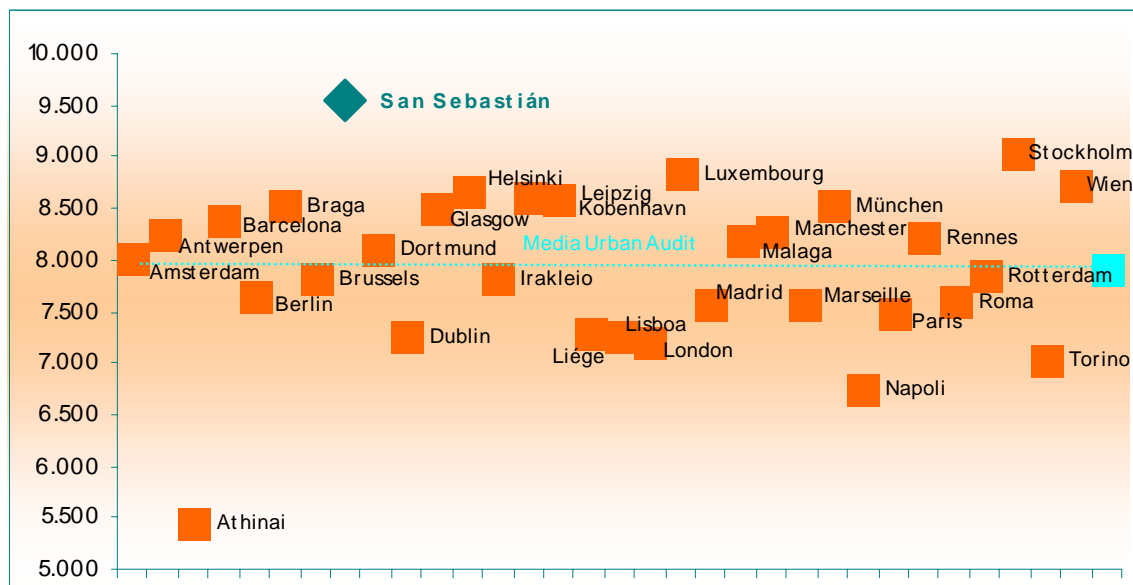 10.000
9.500
9.000
8.500
8.000
7.500
7.000
6.500
6.000
5.500
5.000
San Sebastián
Stockholm
Luxembourg
Wien
Helsinki
Leipzig
Kobenhavn
Braga
München
Glasgow
Barcelona
Manchester
Rennes
Antwerpen
Dortmund
Media Urban Audit
Malaga
Amsterdam
Brussels
Irakleio
Rotterdam
Berlin
Madrid
Marseille
Roma
Dublin
Lisboa
Paris
Liége
London
Torino
Napoli
Athinai